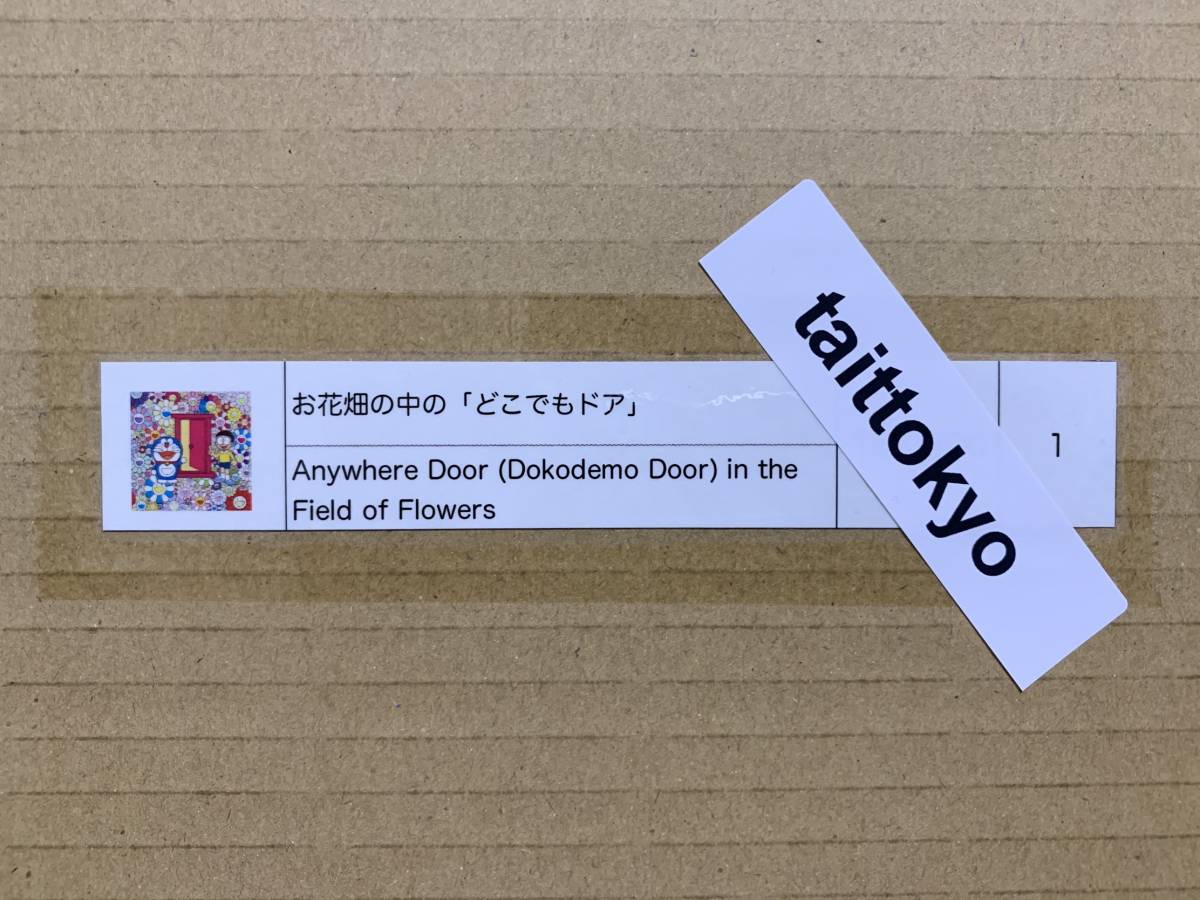 お花畑の中の「どこでもドア」
Anywhere Door (Dokodemo Door) in the
Field of Flowers
1
taittokyo